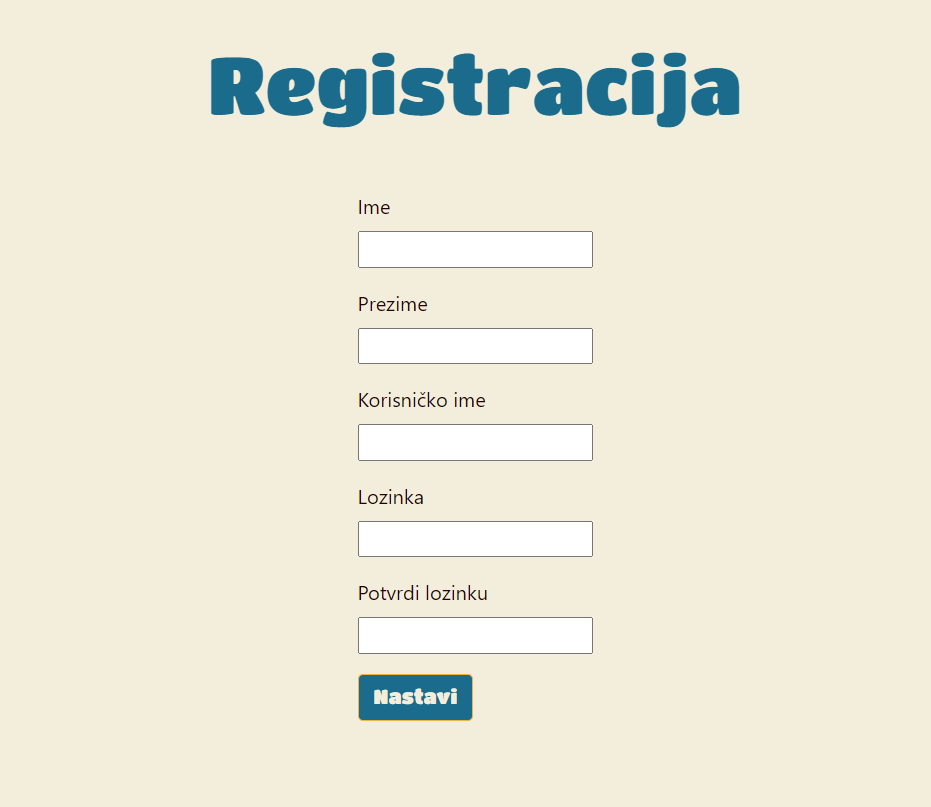 Registracija
Ime
Prezime
Korisničko ime
Lozinka
Potvrdi lozinku
Nastavi